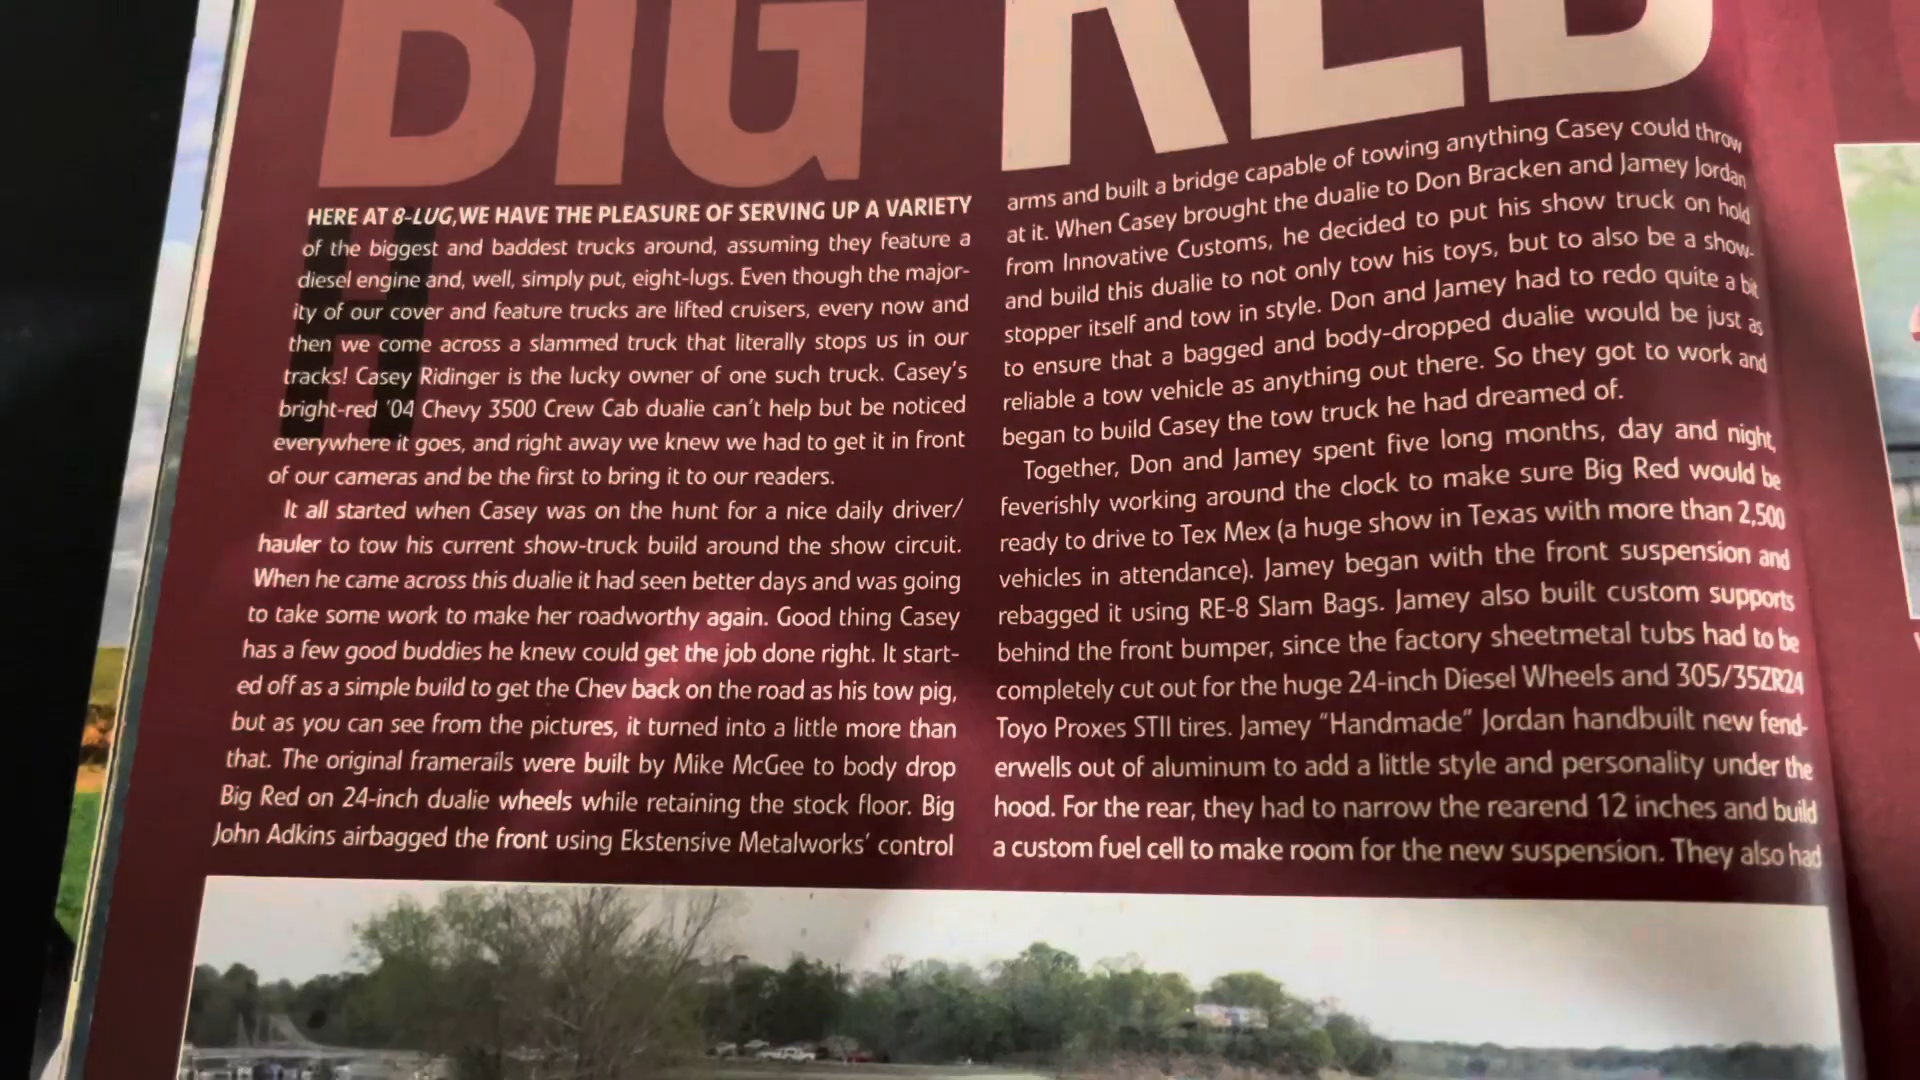 BIG RED
HERE AT 8-LUG, WE HAVE THE PLEASURE OF SERVING UP A VARIETY
of the biggest and baddest trucks around, assuming they feature a
diesel engine and, well, simply put, eight-lugs. Even though the major-
ity of our cover and feature trucks are lifted cruisers, every now and
then we come across a slammed truck that literally stops us in our
tracks! Casey Ridinger is the lucky owner of one such truck. Casey's
bright-red '04 Chevy 3500 Crew Cab dualie can't help but be noticed
everywhere it goes, and right away we knew we had to get it in front
of our cameras and be the first to bring it to our readers.
It all started when Casey was on the hunt for a nice daily driver/
hauler to tow his current show-truck build around the show circuit.
When he came across this dualie it had seen better days and was going
to take some work to make her roadworthy again. Good thing Casey
has a few good buddies he knew could get the job done right. It start-
ed off as a simple build to get the Chev back on the road as his tow pig,
but as you can see from the pictures, it turned into a little more than
that. The original framerails were built by Mike McGee to body drop
Big Red on 24-inch dualie wheels while retaining the stock floor. Big
John Adkins airbagged the front using Ekstensive Metalworks' control
arms and built a bridge capable of towing anything Casey could throw
at it. When Casey brought the dualie to Don Bracken and Jamey Jordan
from Innovative Customs, he decided to put his show truck on hold
and build this dualie to not only tow his toys, but to also be a show-
stopper itself and tow in style. Don and Jamey had to redo quite a bit
to ensure that a bagged and body-dropped dualie would be just as
reliable a tow vehicle as anything out there. So they got to work and
began to build Casey the tow truck he had dreamed of.
Together, Don and Jamey spent five long months, day and night,
feverishly working around the clock to make sure Big Red would be
ready to drive to Tex Mex (a huge show in Texas with more than 2,500
vehicles in attendance). Jamey began with the front suspension and
rebagged it using RE-8 Slam Bags. Jamey also built custom supports
behind the front bumper, since the factory sheetmetal tubs had to be
completely cut out for the huge 24-inch Diesel Wheels and 305/35ZR24
Toyo Proxes STII tires. Jamey "Handmade" Jordan handbuilt new fend-
erwells out of aluminum to add a little style and personality under the
hood. For the rear, they had to narrow the rearend 12 inches and build
a custom fuel cell to make room for the new suspension. They also had